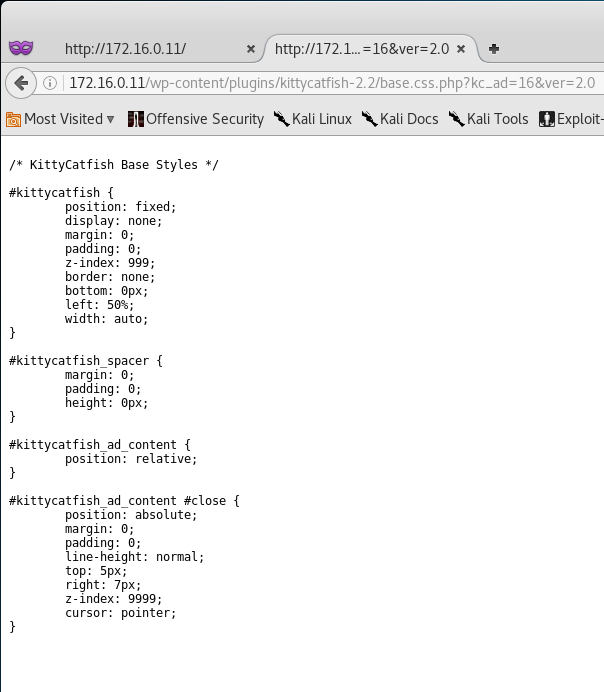 http://172.16.0.11/
http://172.1...=16&ver=2.0
172.16.0.11/wp-content/plugins/kittycatfish-2.2/base.css.php?kc_ad=16&ver=2.0
Most Visited Offensive Security Kali Linux Kali Docs Kali Tools Exploit-
/* KittyCatfish Base Styles */
#kittycatfish {
position: fixed;
display: none;
margin: 0;
padding: 0;
z-index: 999;
border: none;
bottom: 0px;
left: 50%;
width: auto;
}
#kittycatfish_spacer {
margin: 0;
padding: 0;
height: 0px;
}
#kittycatfish_ad_content {
position: relative;
}
#kittycatfish_ad_content #close {
position: absolute;
margin: 0;
padding: 0;
line-height: normal;
top: 5px;
right: 7px;
z-index: 9999;
cursor: pointer;
}